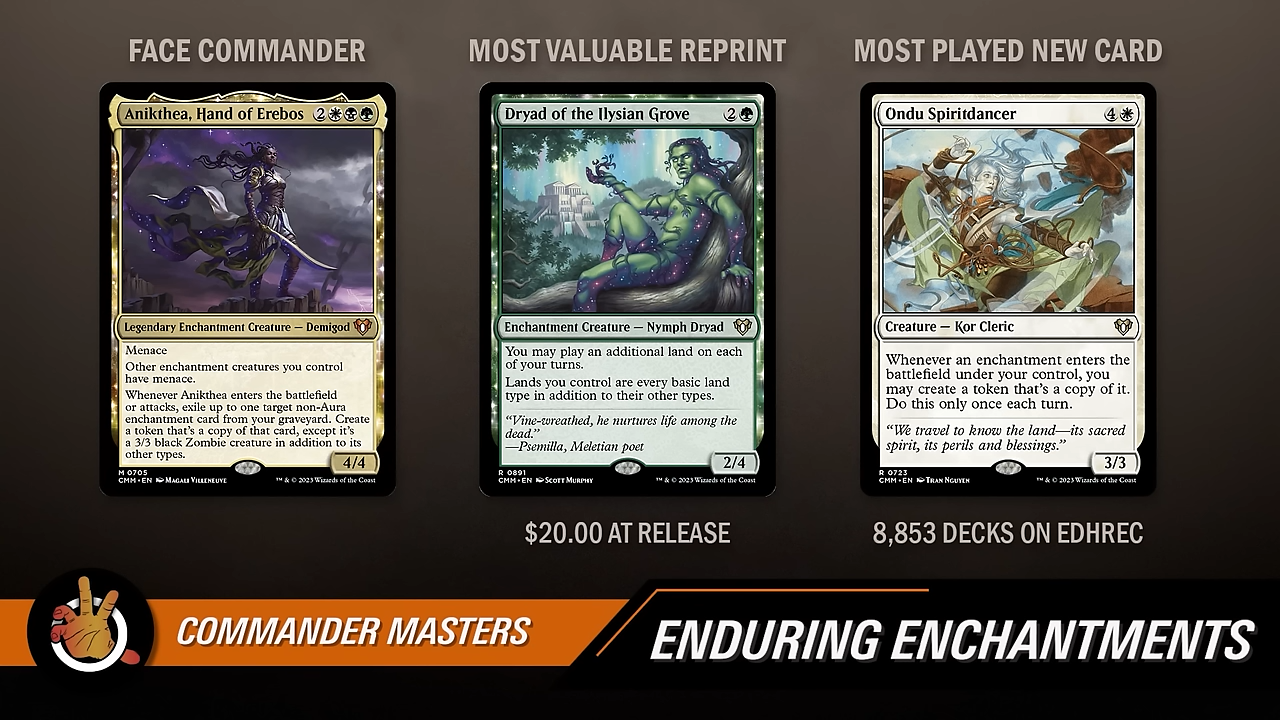 FACE COMMANDER
MOST VALUABLE REPRINT
MOST PLAYED NEW CARD
Anikthea, Hand of Erebos 2
Legendary Enchantment Creature — Demigod
Menace
Other enchantment creatures you control
have menace.
Whenever Anikthea enters the battlefield
or attacks, exile up to one target non-Aura
enchantment card from your graveyard. Create
a token that's a copy of that card, except it's
a 3/3 black Zombie creature in addition to its
other types.
4/4
M 0705
CMM • EN Magali Villeneuve ™ & © 2023 Wizards of the Coast
Dryad of the Ilysian Grove 2
Enchantment Creature — Nymph Dryad
You may play an additional land on each
of your turns.
Lands you control are every basic land
type in addition to their other types.
“Vine-wreathed, he nurtures life among the
dead.”
—Psemilla, Meletian poet
2/4
R 0891
CMM • EN Scott Murphy ™ & © 2023 Wizards of the Coast
Ondu Spiritdancer 4
Creature — Kor Cleric
Whenever an enchantment enters the
battlefield under your control, you
may create a token that's a copy of it.
Do this only once each turn.
“We travel to know the land—its sacred
spirit, its perils and blessings.”
3/3
R 0723
CMM • EN Tran Nguyen ™ & © 2023 Wizards of the Coast
$20.00 AT RELEASE
8,853 DECKS ON EDHREC
COMMANDER MASTERS
ENDURING ENCHANTMENTS